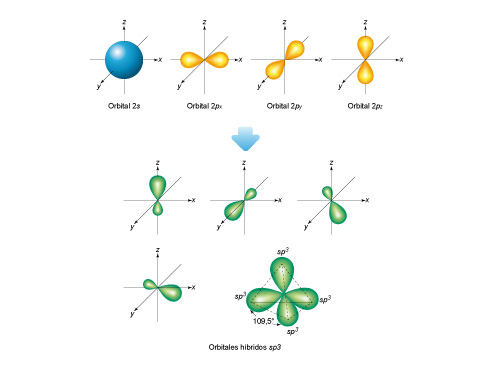 z
z
z
z
x
x
x
x
y
y
y
y
Orbital 2s
Orbital 2px
Orbital 2py
Orbital 2pz
z
z
z
x
x
x
y
y
y
z
x
y
sp3
sp3
sp3
109,5°
sp3
Orbitales híbridos sp3